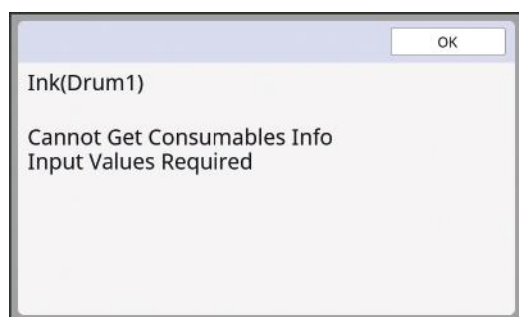 OK
Ink(Drum1)
Cannot Get Consumables Info
Input Values Required